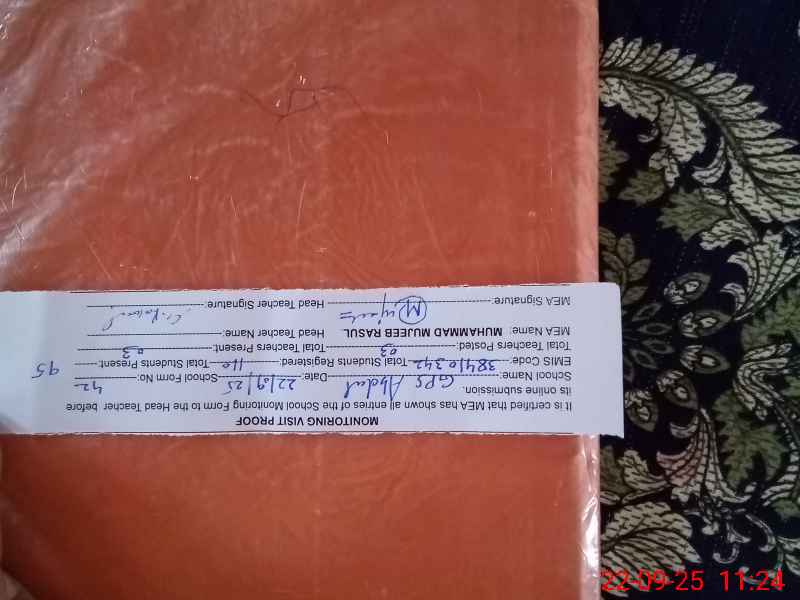 MONITORING VISIT PROOF
It is certified that MEA has shown all entries of the School Monitoring Form to the Head Teacher before
its online submission.
School Name: GPS Abdal Date: 22/09/25 School Form No: 42
EMIS Code: 38410342 Total Students Registered: 110 Total Students Present: 95
Total Teachers Posted: 03 Total Teachers Present: 03
MEA Name: MUHAMMAD MUJEEB RASUL Head Teacher Name:
MEA Signature: Mujeeb Head Teacher Signature:
22-09-25 11:24